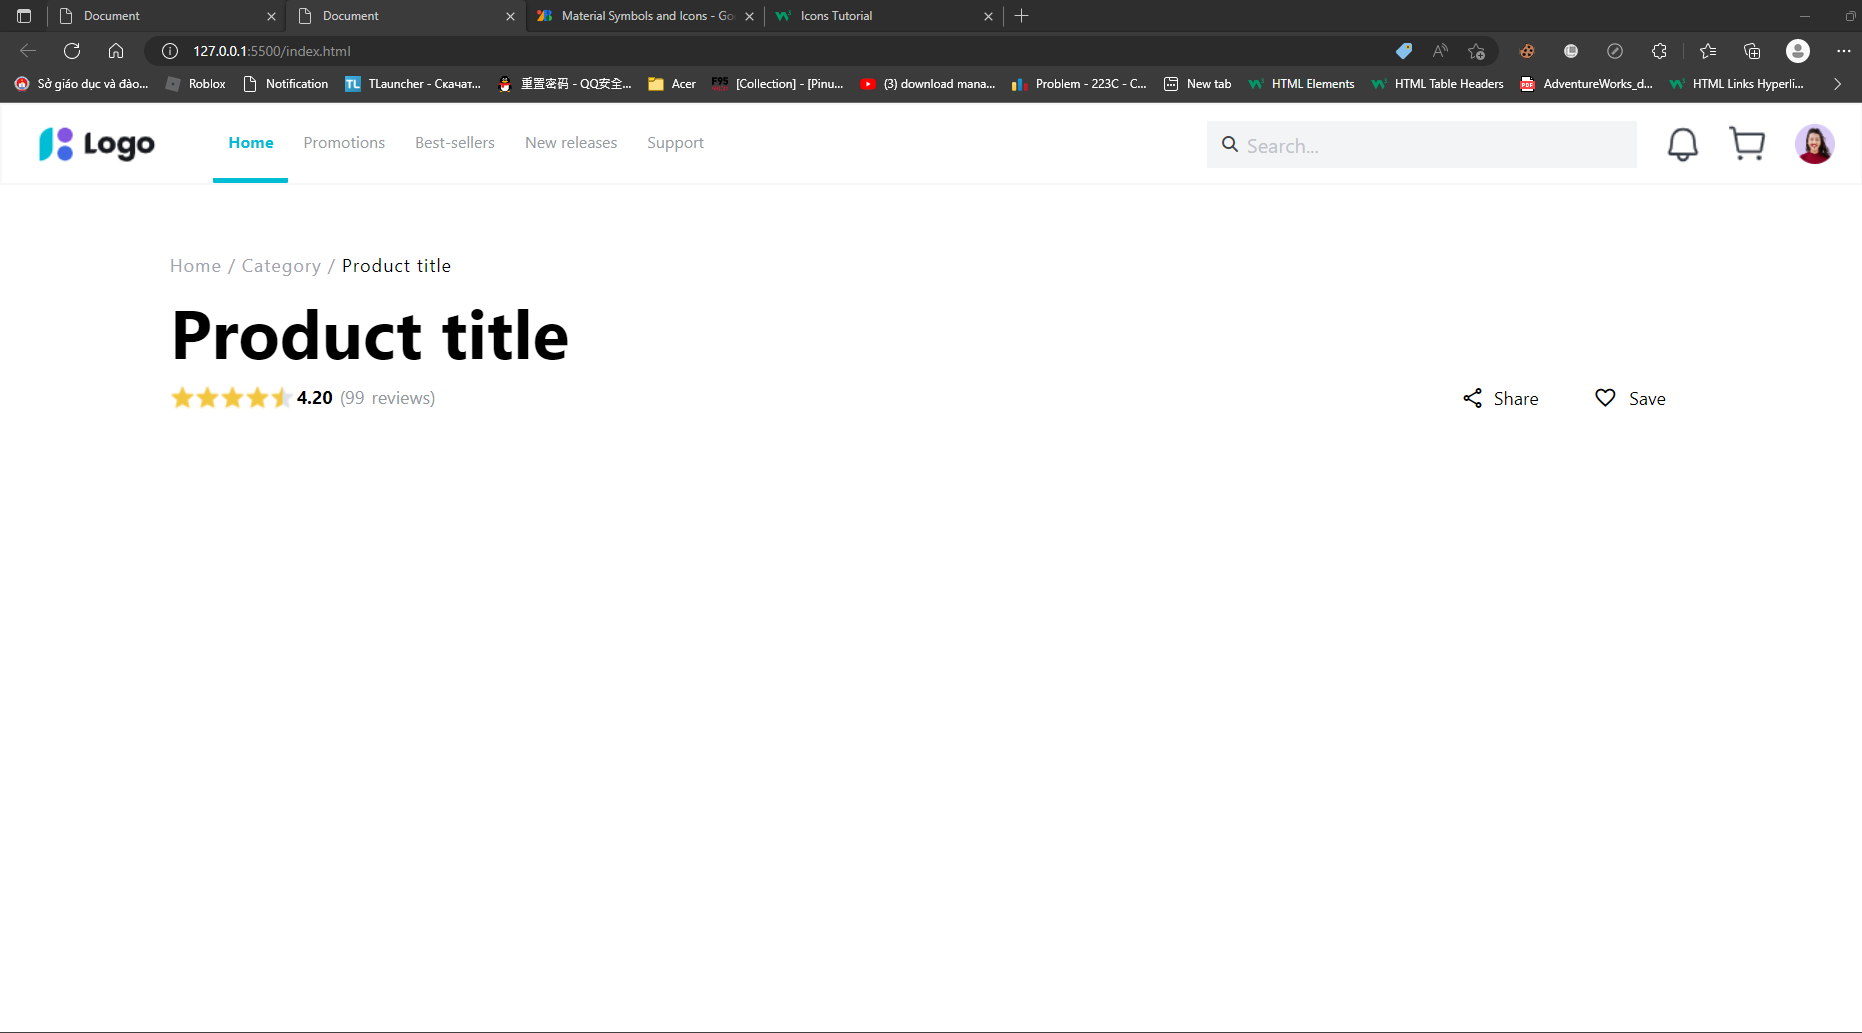 Document
Document
Material Symbols and Icons - Go
Icons Tutorial
127.0.0.1:5500/index.html
Sở giáo dục và đào...
Roblox
Notification
TL
TLauncher - Скачат...
重置密码 - QQ安全...
Acer
F95
[Collection] - [Pinu...
(3) download mana...
Problem - 223C - C...
New tab
HTML Elements
HTML Table Headers
PDF
AdventureWorks_d...
HTML Links Hyperli...
Logo
Home
Promotions
Best-sellers
New releases
Support
Search...
Home / Category / Product title
Product title
4.20 (99 reviews)
Share
Save